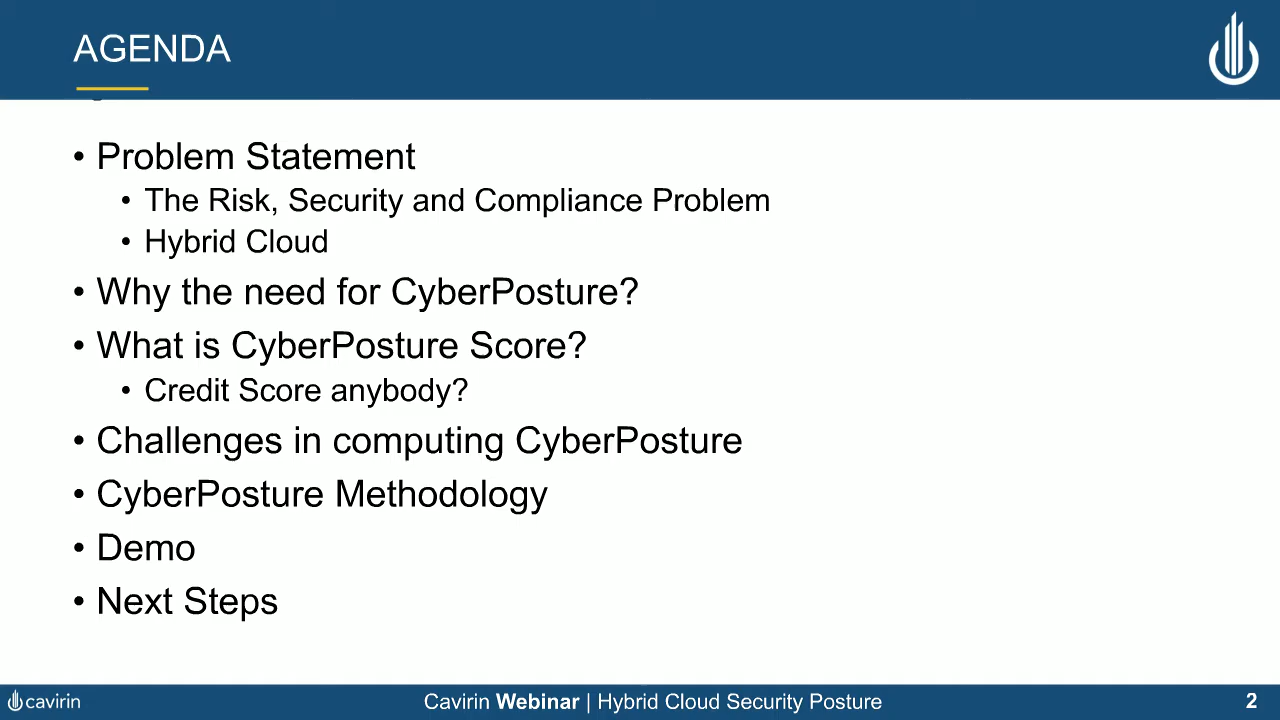 AGENDA
• Problem Statement
• The Risk, Security and Compliance Problem
• Hybrid Cloud
• Why the need for CyberPosture?
• What is CyberPosture Score?
• Credit Score anybody?
• Challenges in computing CyberPosture
• CyberPosture Methodology
• Demo
• Next Steps
cavirin
Cavirin Webinar | Hybrid Cloud Security Posture
2